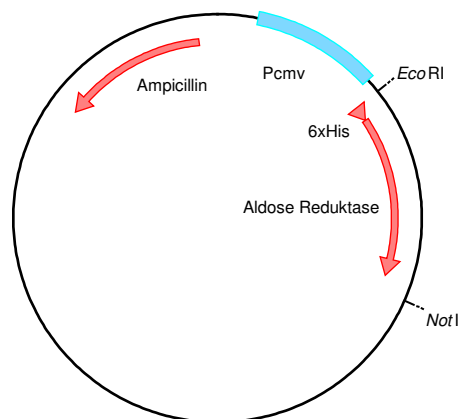 Pcmv
EcoRI
Ampicillin
6xHis
Aldose Reduktase
NotI